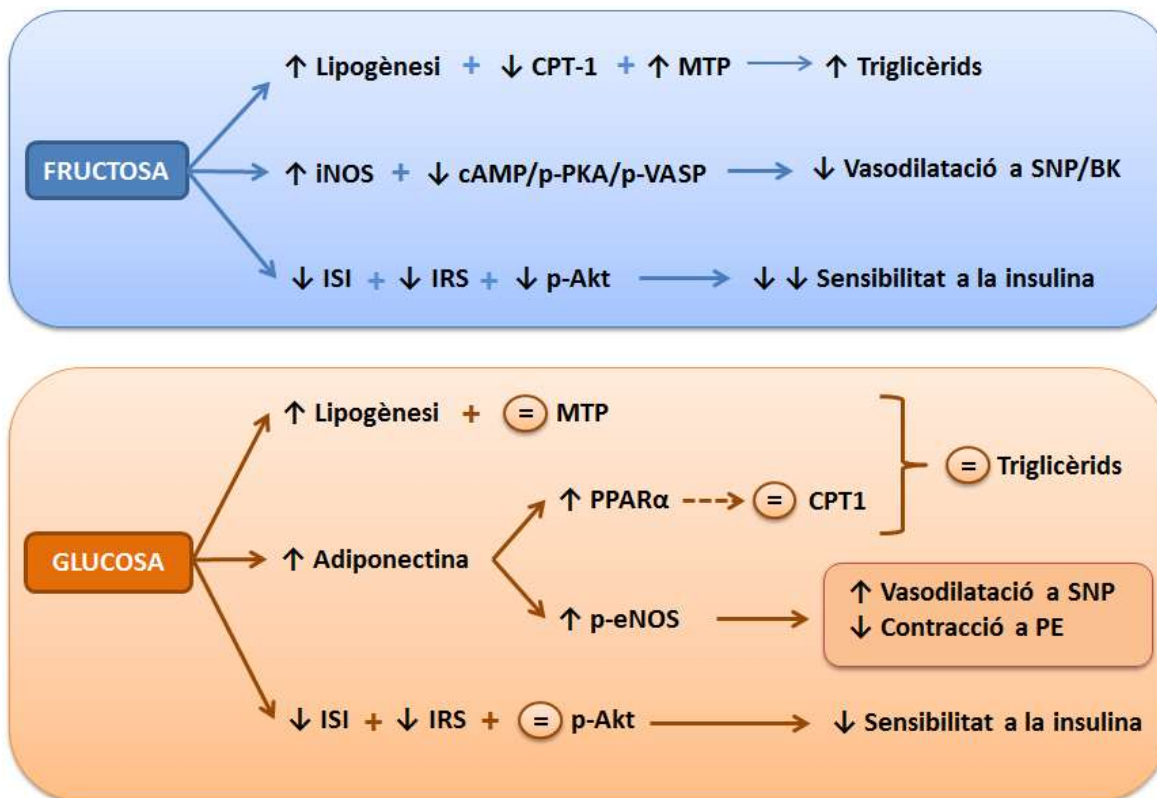 ↑ Lipogènesi + ↓ CPT-1 + ↑ MTP → ↑ Triglicèrids
FRUCTOSA
↑ iNOS + ↓ cAMP/p-PKA/p-VASP → ↓ Vasodilatació a SNP/BK
↓ ISI + ↓ IRS + ↓ p-Akt → ↓ ↓ Sensibilitat a la insulina
↑ Lipogènesi + = MTP
= Triglicèrids
↑ PPARα = CPT1
GLUCOSA
↑ Adiponectina
↑ p-eNOS → ↑ Vasodilatació a SNP
↓ Contracció a PE
↓ ISI + ↓ IRS + = p-Akt → ↓ Sensibilitat a la insulina